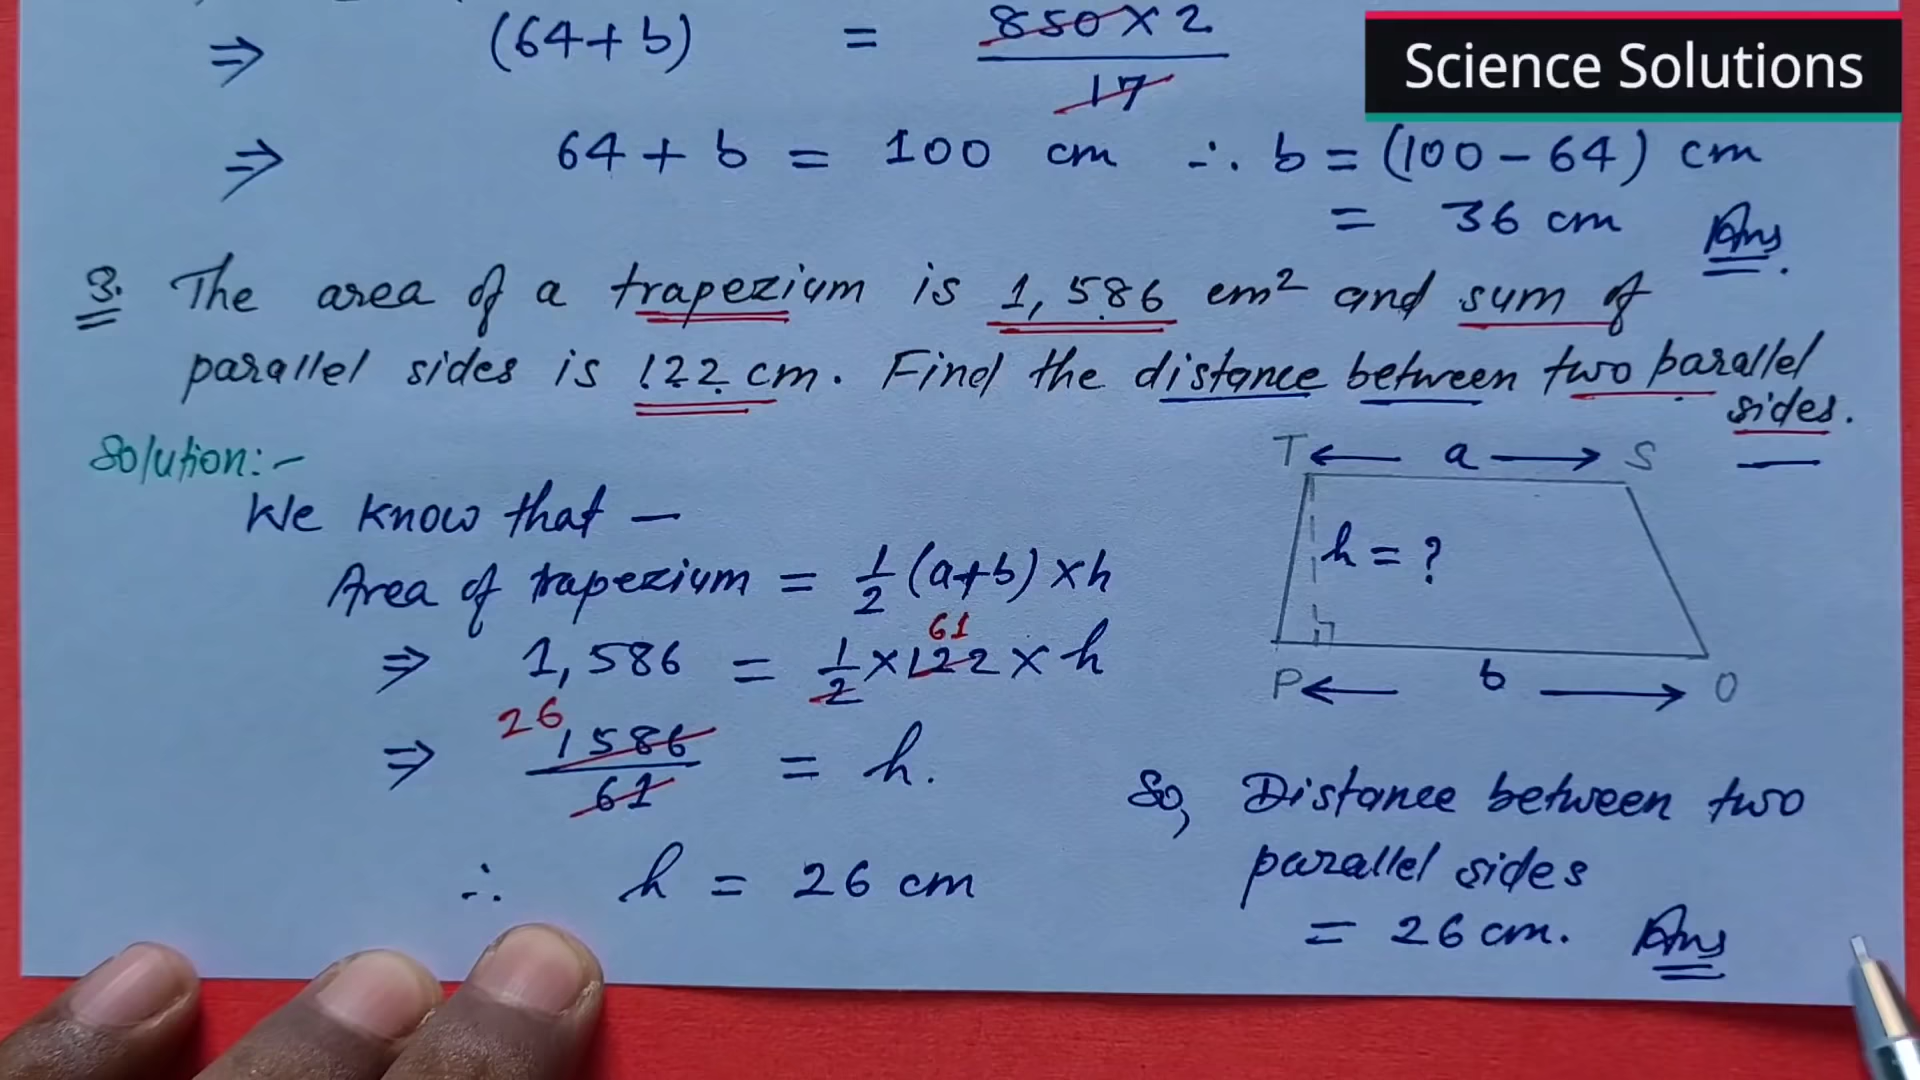 Science Solutions
⇒ (64+b) = 850×2/17
⇒ 64 + b = 100 cm ∴ b = (100 - 64) cm
= 36 cm Ans.
3. The area of a trapezium is 1,586 cm² and sum of
parallel sides is 122 cm. Find the distance between two parallel
sides.
Solution:-
We know that —
Area of trapezium = 1/2 (a+b) ×h
⇒ 1,586 = 1/2 ×122 × h
61
26
⇒ 1586/61 = h.
∴ h = 26 cm
T ← a → S
h = ?
P ← b → O
So, Distance between two
parallel sides
= 26 cm. Ans